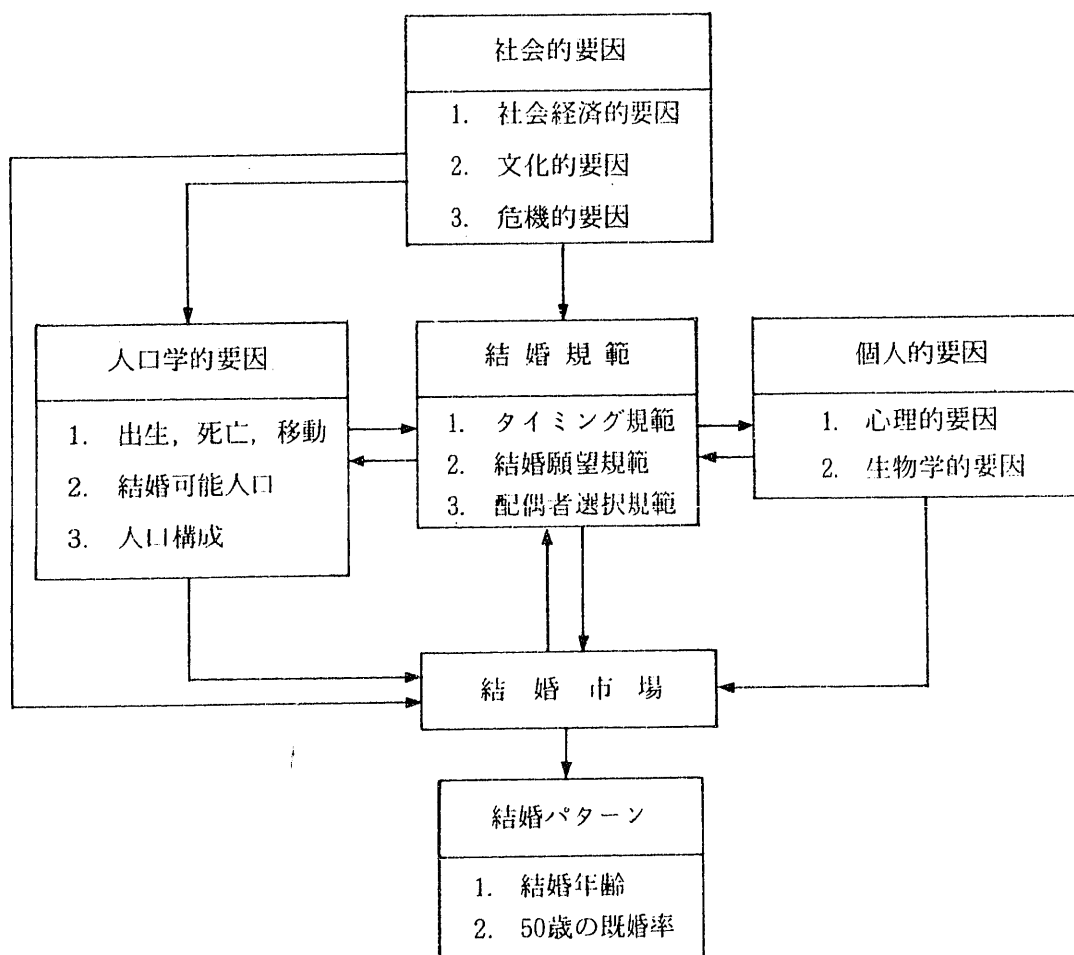 社会的要因
1. 社会経済的要因
2. 文化的要因
3. 危機的要因
人口学的要因
1. 出生，死亡，移動
2. 結婚可能人口
3. 人口構成
結婚規範
1. タイミング規範
2. 結婚願望規範
3. 配偶者選択規範
個人的要因
1. 心理的要因
2. 生物学的要因
結婚市場
結婚パターン
1. 結婚年齢
2. 50歳の既婚率